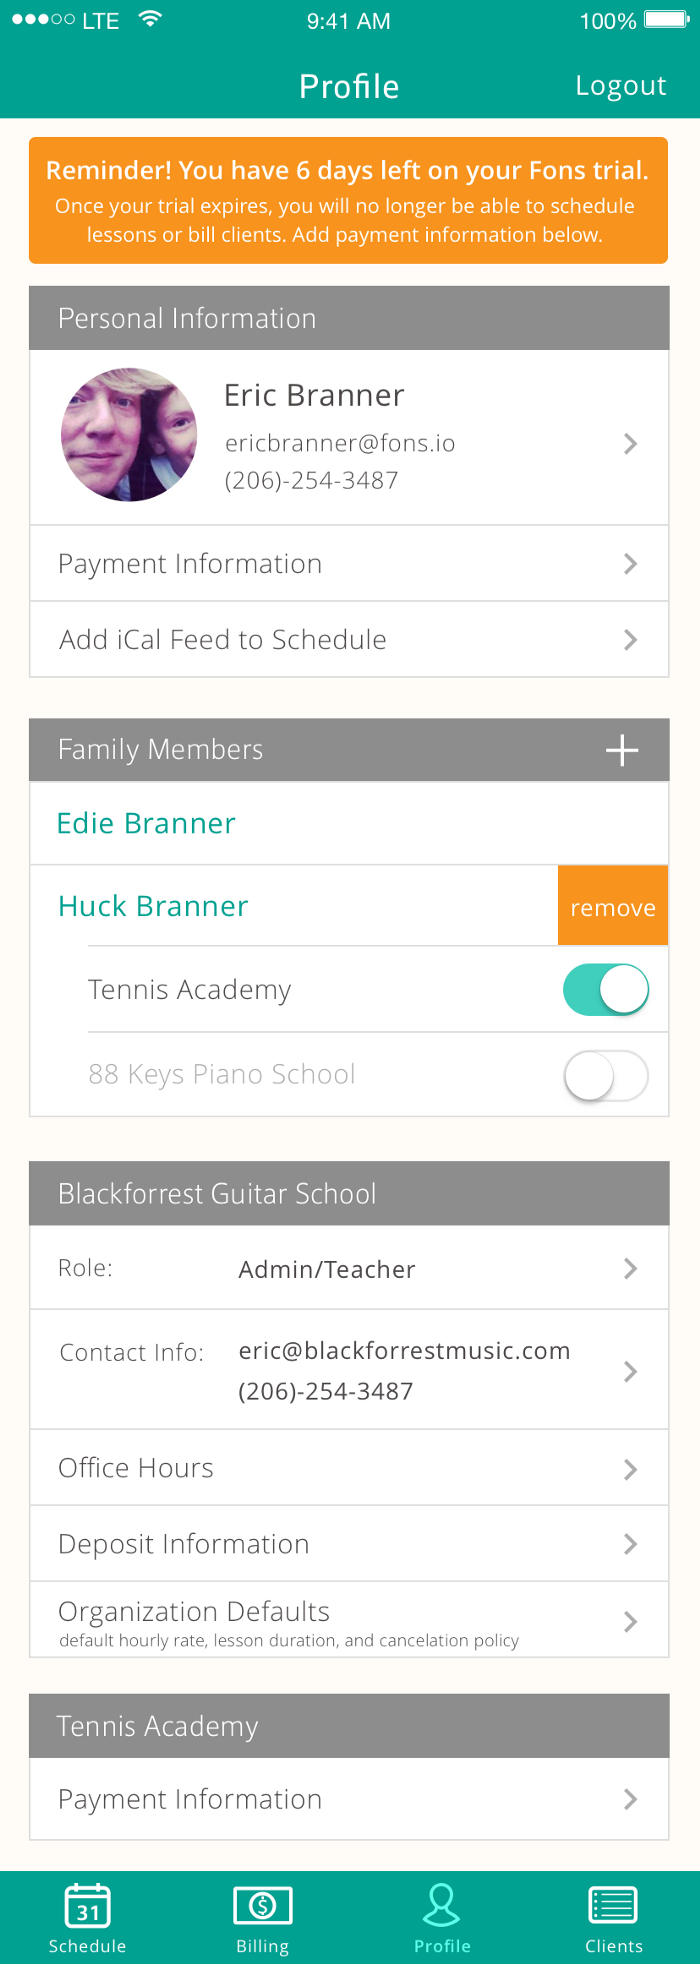 LTE 9:41 AM 100%
Profile Logout
Reminder! You have 6 days left on your Fons trial.
Once your trial expires, you will no longer be able to schedule
lessons or bill clients. Add payment information below.
Personal Information
Eric Branner
ericbranner@fons.io
(206)-254-3487
Payment Information
Add iCal Feed to Schedule
Family Members
Edie Branner
Huck Branner remove
Tennis Academy
88 Keys Piano School
Blackforrest Guitar School
Role: Admin/Teacher
Contact Info: eric@blackforrestmusic.com
(206)-254-3487
Office Hours
Deposit Information
Organization Defaults
default hourly rate, lesson duration, and cancelation policy
Tennis Academy
Payment Information
31 $
Schedule Billing Profile Clients